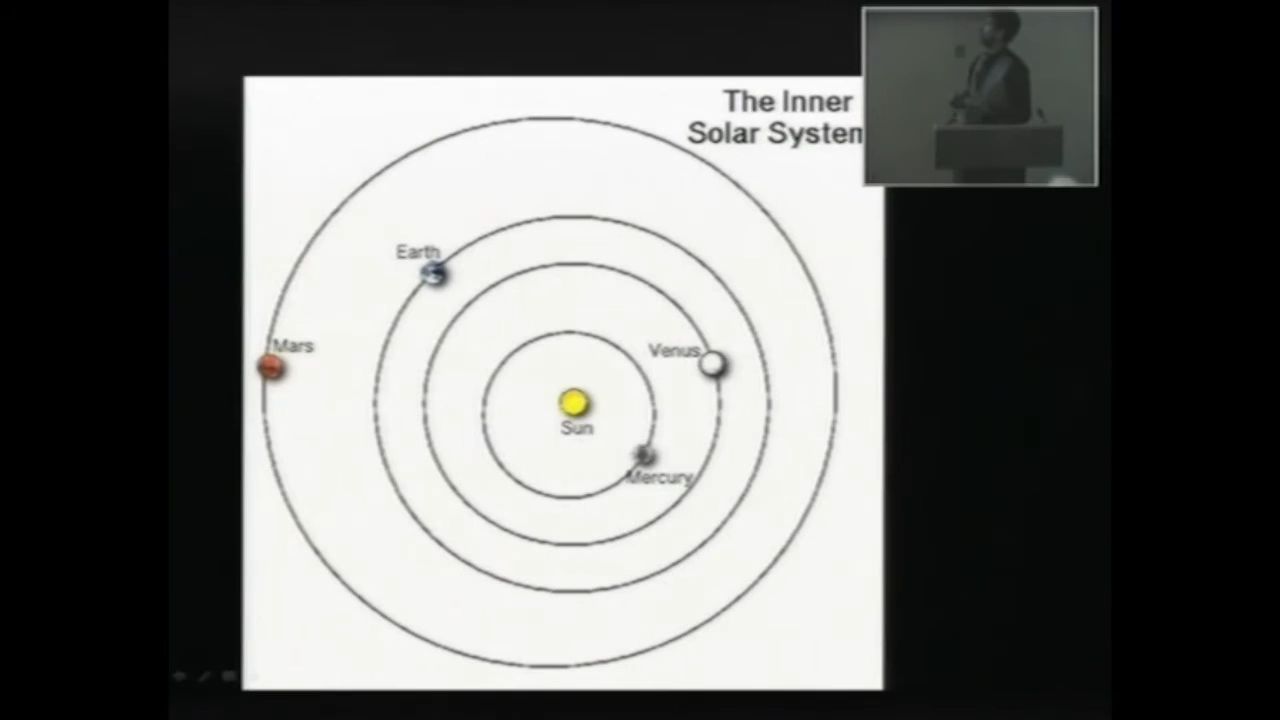 The Inner
Solar System
Earth
Mars
Venus
Sun
Mercury